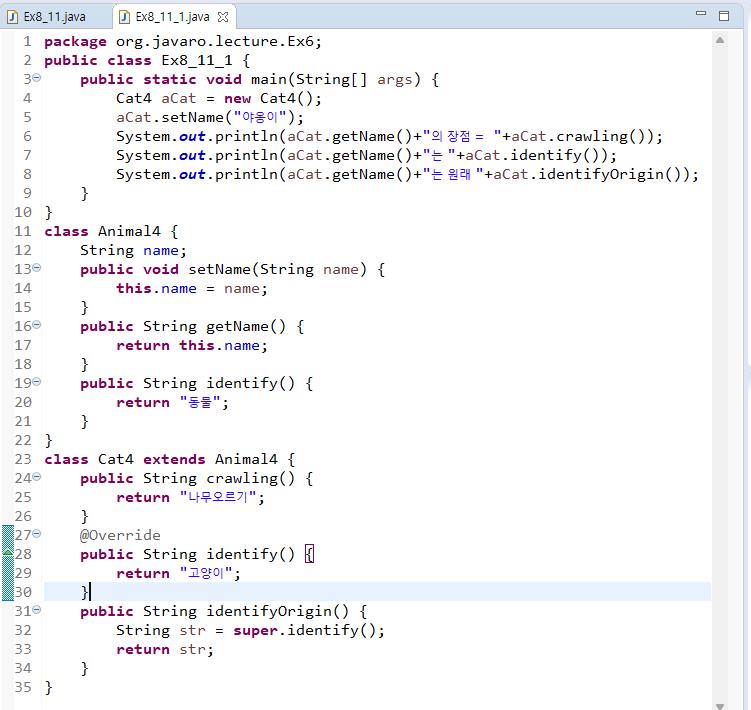 Ex8_11.java Ex8_11_1.java
1 package org.javaro.lecture.Ex6;
2 public class Ex8_11_1 {
3 public static void main(String[] args) {
4 Cat4 aCat = new Cat4();
5 aCat.setName("야옹이");
6 System.out.println(aCat.getName()+"의 장점 = "+aCat.crawling());
7 System.out.println(aCat.getName()+"는 "+aCat.identify());
8 System.out.println(aCat.getName()+"는 원래 "+aCat.identifyOrigin());
9 }
10 }
11 class Animal4 {
12 String name;
13 public void setName(String name) {
14 this.name = name;
15 }
16 public String getName() {
17 return this.name;
18 }
19 public String identify() {
20 return "동물";
21 }
22 }
23 class Cat4 extends Animal4 {
24 public String crawling() {
25 return "나무오르기";
26 }
27 @Override
28 public String identify() {
29 return "고양이";
30 }
31 public String identifyOrigin() {
32 String str = super.identify();
33 return str;
34 }
35 }